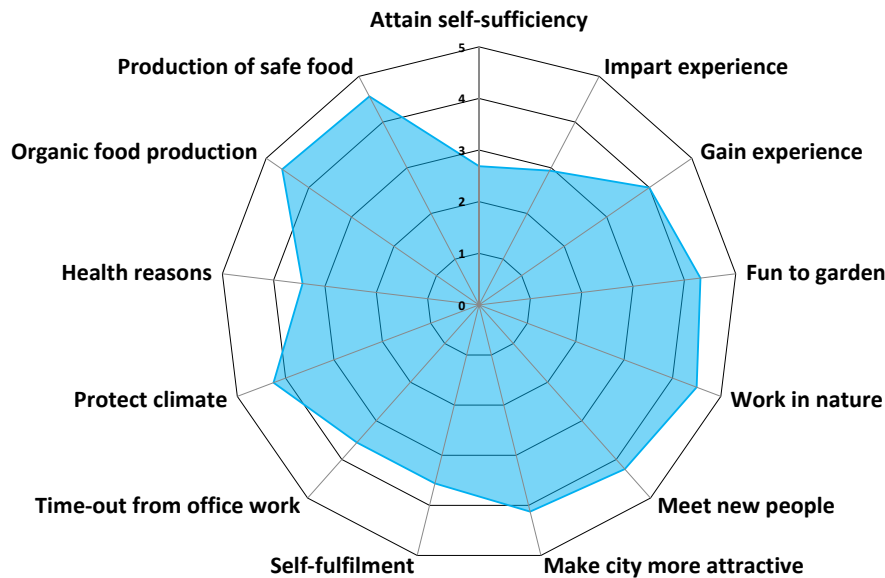 Attain self-sufficiency
Production of safe food
5
Impart experience
4
Organic food production
3
Gain experience
2
1
Health reasons
Fun to garden
0
Protect climate
Work in nature
Time-out from office work
Meet new people
Self-fulfilment
Make city more attractive